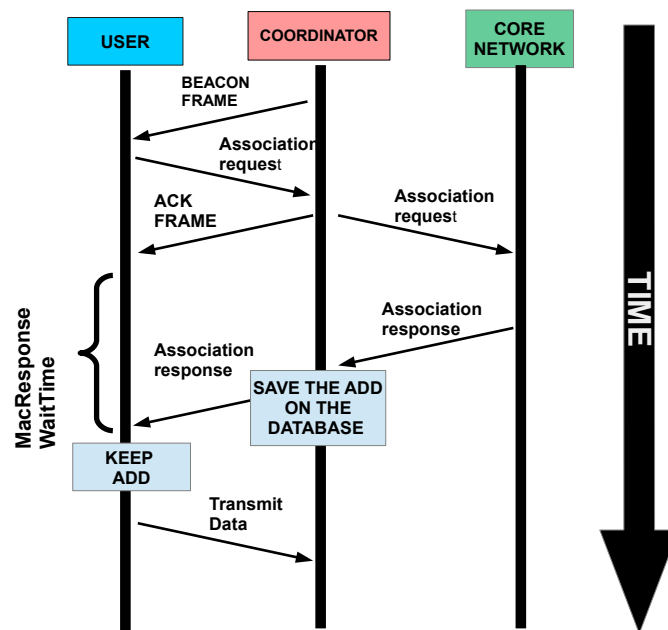 USER
COORDINATOR
CORE
NETWORK
BEACON
FRAME
Association
request
ACK
FRAME
Association
request
TIME
Association
response
MacResponse
WaitTime
Association
response
SAVE THE ADD
ON THE
DATABASE
KEEP
ADD
Transmit
Data